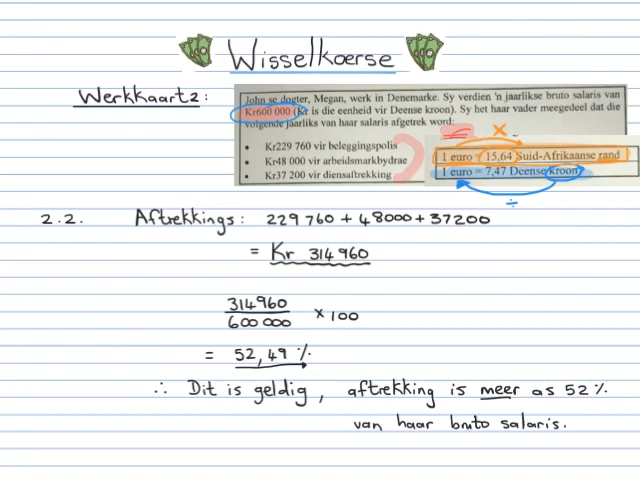 Wisselkoerse
Werkkaart 2:
John se dogter, Megan, werk in Denemarke. Sy verdien 'n jaarlikse bruto salaris van
Kr600 000 (Kr is die eenheid vir Deense kroon). Sy het haar vader meegedeel dat die
volgende jaarliks van haar salaris afgetrek word:
• Kr229 760 vir beleggingspolis
• Kr48 000 vir arbeidsmarkbydrae
• Kr37 200 vir diensaftrekking
×
1 euro = 15,64 Suid-Afrikaanse rand
1 euro = 7,47 Deense kroon
÷
2.2. Aftrekkings: 229 760 + 48000 + 37200
= Kr 314 960
314960
600 000
× 100
= 52,49 %
∴ Dit is geldig, aftrekking is meer as 52%
van haar bruto salaris.